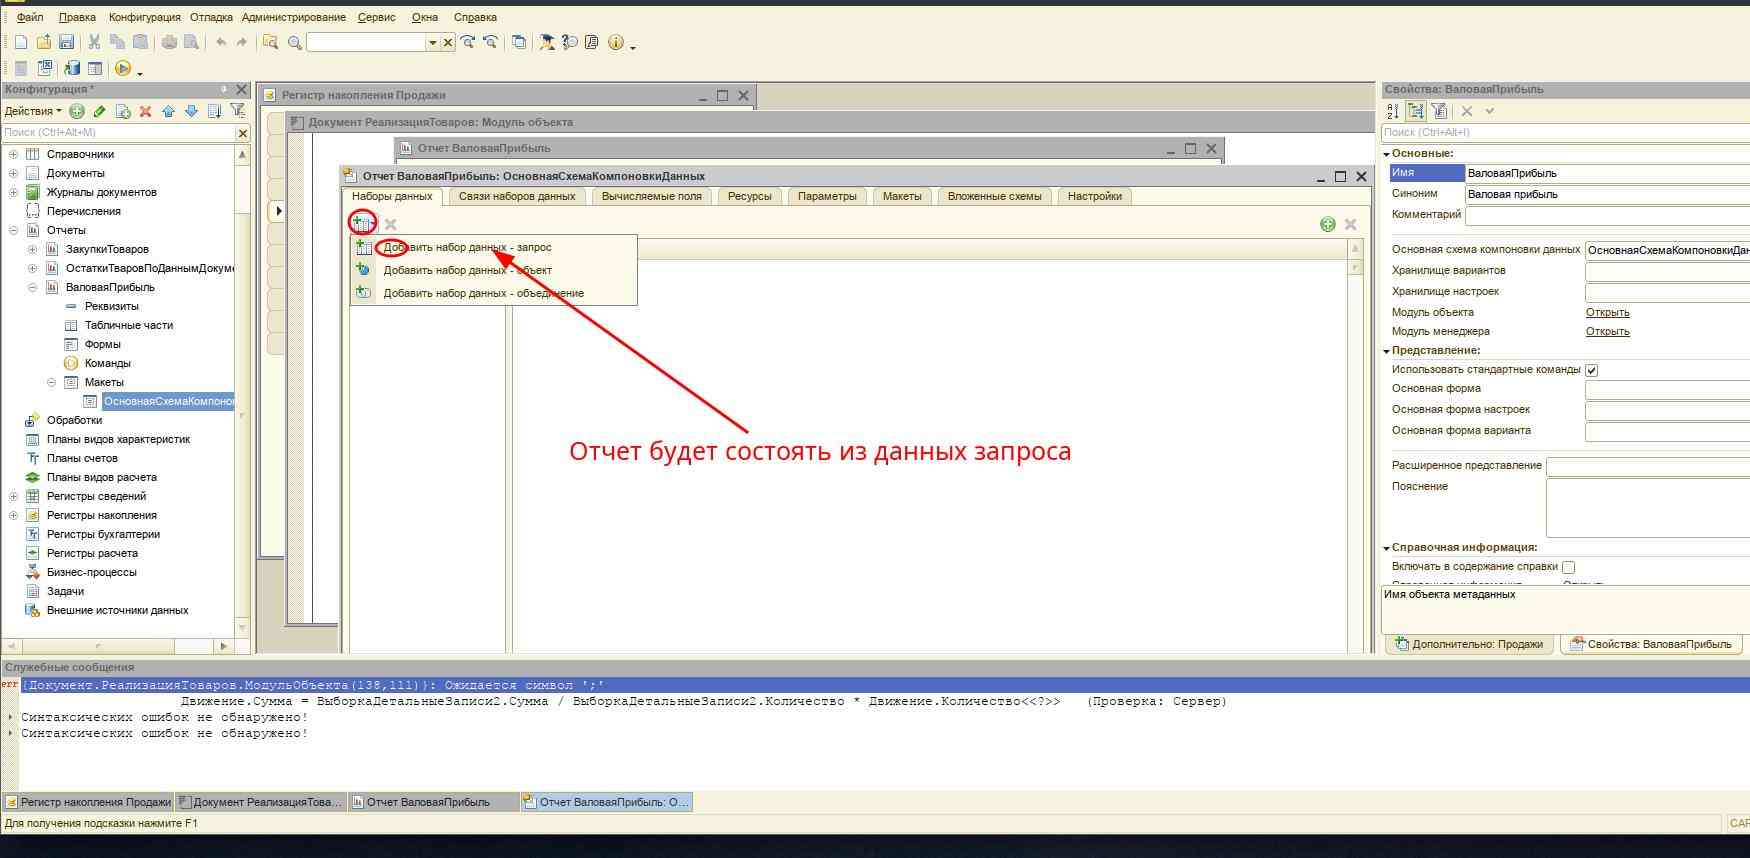 Файл Правка Конфигурация Отладка Администрирование Сервис Окна Справка
Конфигурация *
Действия
Поиск (Ctrl+Alt+M)
Справочники
Документы
Журналы документов
Перечисления
Отчеты
ЗакупкиТоваров
ОстаткиТваровПоДаннымДокуме
ВаловаяПрибыль
Реквизиты
Табличные части
Формы
Команды
Макеты
ОсновнаяСхемаКомпонов
Обработки
Планы видов характеристик
Планы счетов
Планы видов расчета
Регистры сведений
Регистры накопления
Регистры бухгалтерии
Регистры расчета
Бизнес-процессы
Задачи
Внешние источники данных
Регистр накопления Продажи
Документ РеализацияТоваров: Модуль объекта
Отчет ВаловаяПрибыль
Отчет ВаловаяПрибыль: ОсновнаяСхемаКомпоновкиДанных
Наборы данных Связи наборов данных Вычисляемые поля Ресурсы Параметры Макеты Вложенные схемы Настройки
Добавить набор данных - запрос
Добавить набор данных - объект
Добавить набор данных - объединение
Отчет будет состоять из данных запроса
Свойства: ВаловаяПрибыль
Поиск (Ctrl+Alt+I)
Основные:
Имя ВаловаяПрибыль
Синоним Валовая прибыль
Комментарий
Основная схема компоновки данных ОсновнаяСхемаКомпоновкиДан
Хранилище вариантов
Хранилище настроек
Модуль объекта Открыть
Модуль менеджера Открыть
Представление:
Использовать стандартные команды
Основная форма
Основная форма настроек
Основная форма варианта
Расширенное представление
Пояснение
Справочная информация:
Включать в содержание справки
Имя объекта метаданных
Дополнительно: Продажи Свойства: ВаловаяПрибыль
Служебные сообщения
err {Документ.РеализацияТоваров.МодульОбъекта(138,111)}: Ожидается символ ';'
Движение.Сумма = ВыборкаДетальныеЗаписи2.Сумма / ВыборкаДетальныеЗаписи2.Количество * Движение.Количество<<?>> (Проверка: Сервер)
Синтаксических ошибок не обнаружено!
Синтаксических ошибок не обнаружено!
Регистр накопления Продажи Документ РеализацияТова... Отчет ВаловаяПрибыль Отчет ВаловаяПрибыль: О...
Для получения подсказки нажмите F1
CAP